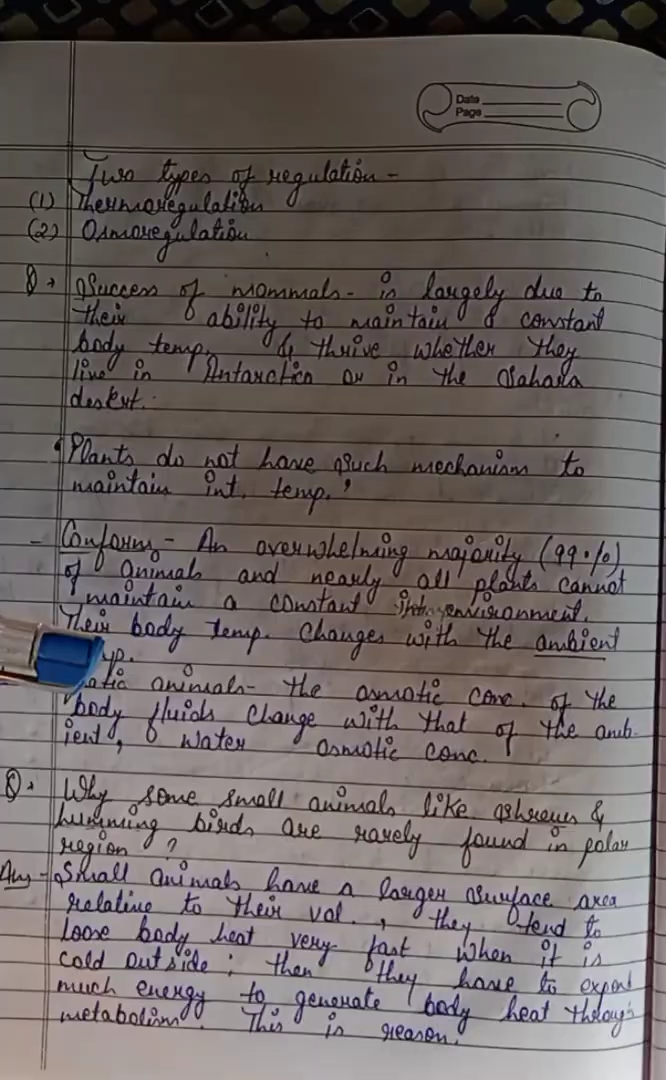 Date
Page
Two types of regulation -
(1) Thermoregulation
(2) Osmoregulation
Q→ Success of mammals - is largely due to
their ability to maintain a constant
body temp. & thrive whether they
live in Antarctica or in the Sahara
desert.
Plants do not have such mechanism to
maintain int. temp.
- Conform - An overwhelming majority (99%)
of animals and nearly all plants cannot
maintain a constant environment.
Their body temp. changes with the ambient
animals - the osmotic conc. of the
body fluids change with that of the amb-
ient, water osmotic conc.
Q. Why some small animals like shrews &
humming birds are rarely found in polar
region ?
Ans - Small animals have a larger surface area
relative to their vol. , they tend to
loose body heat very fast when it is
cold outside ; then they have to expend
much energy to generate body heat through
metabolism. This is reason.